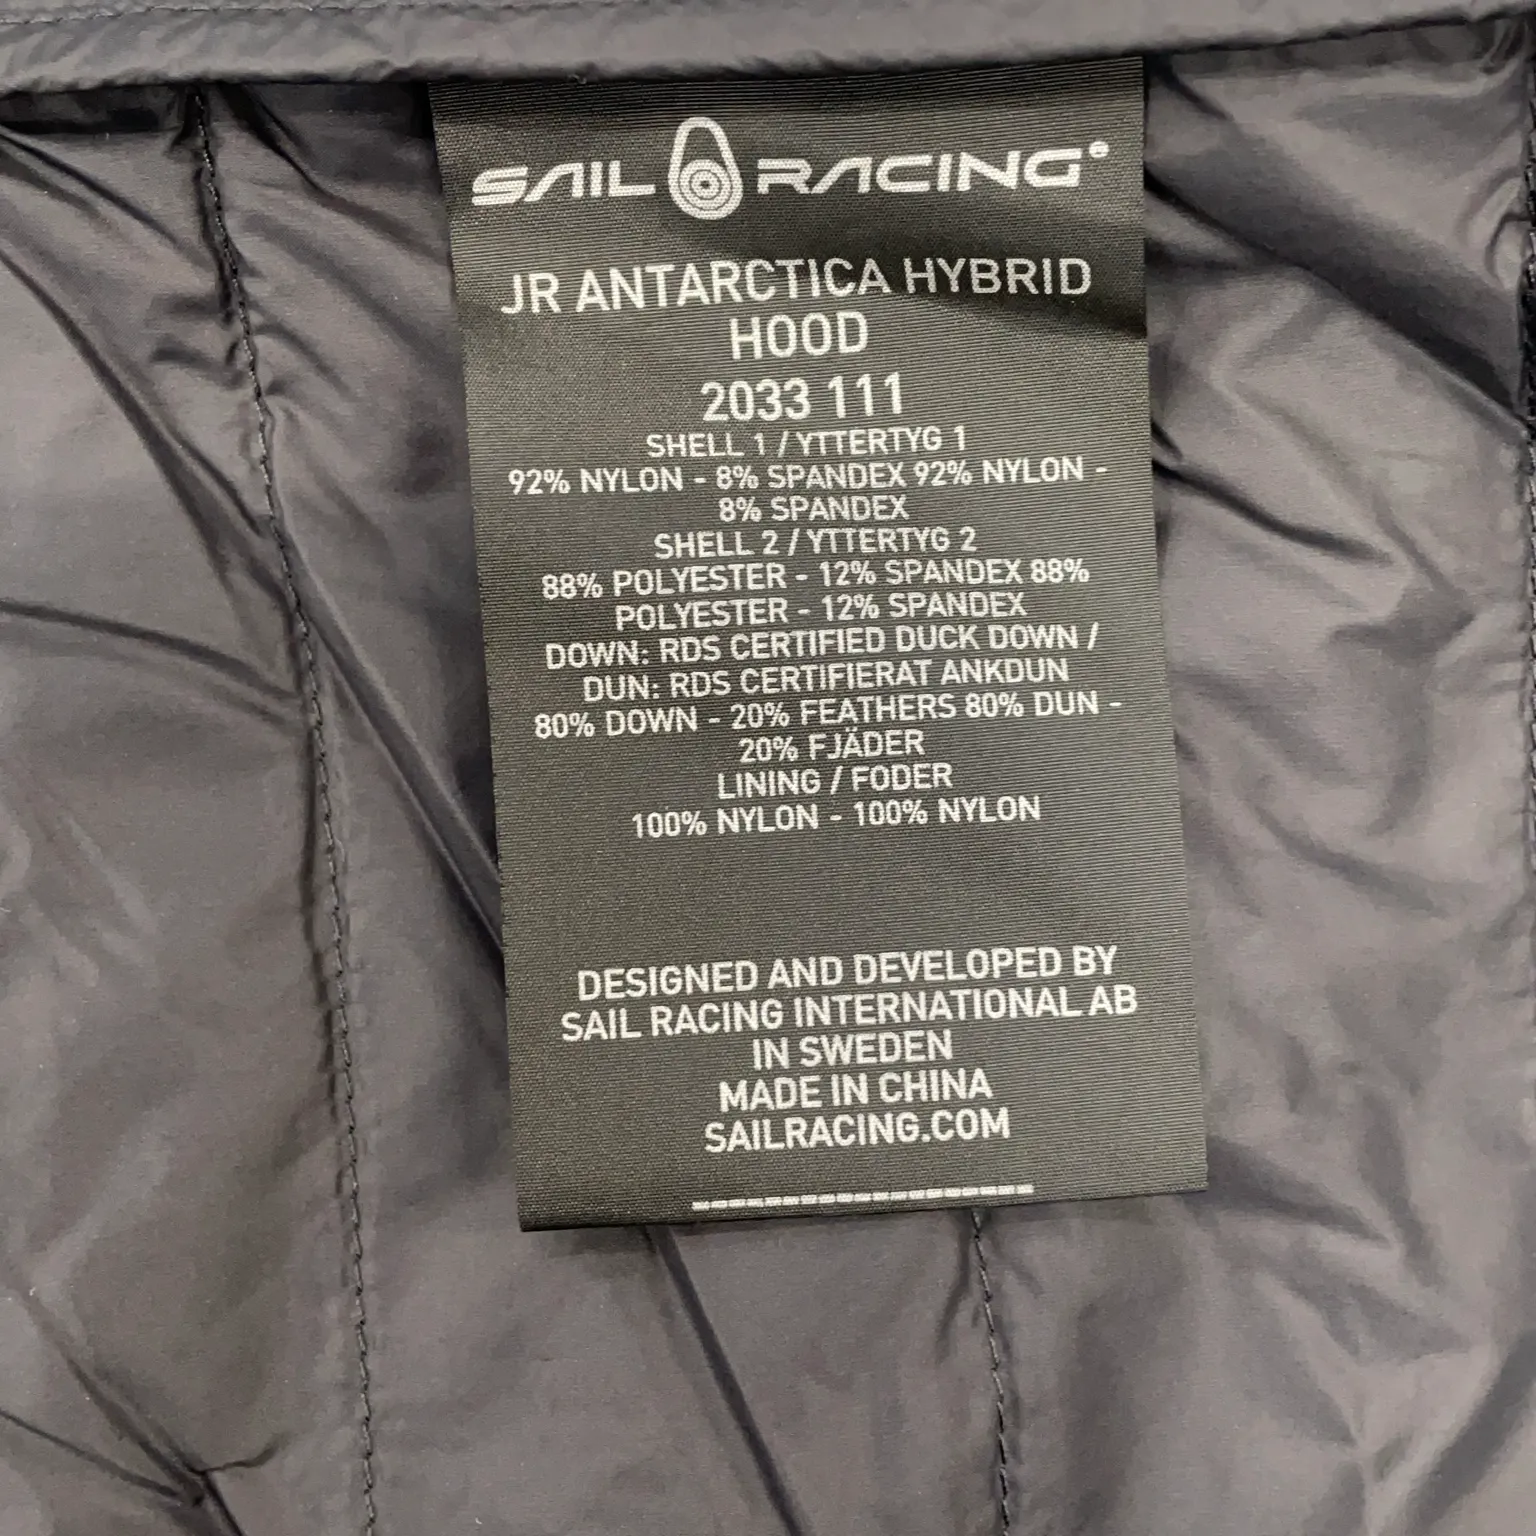 SAIL RACING
JR ANTARCTICA HYBRID
HOOD
2033 111
SHELL 1 / YTTERTYG 1
92% NYLON - 8% SPANDEX 92% NYLON -
8% SPANDEX
SHELL 2 / YTTERTYG 2
88% POLYESTER - 12% SPANDEX 88%
POLYESTER - 12% SPANDEX
DOWN: RDS CERTIFIED DUCK DOWN /
DUN: RDS CERTIFIERAT ANKDUN
80% DOWN - 20% FEATHERS 80% DUN -
20% FJÄDER
LINING / FODER
100% NYLON - 100% NYLON
DESIGNED AND DEVELOPED BY
SAIL RACING INTERNATIONAL AB
IN SWEDEN
MADE IN CHINA
SAILRACING.COM